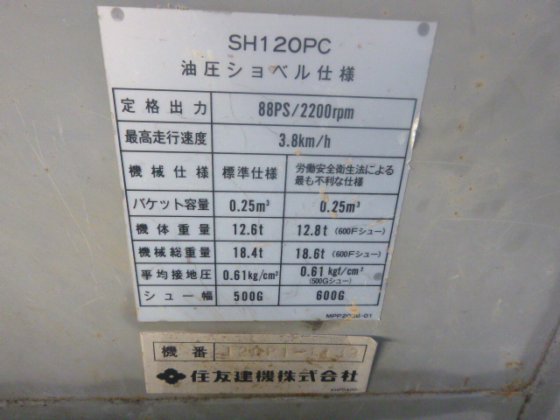 SH120PC
油圧ショベル仕様
定格出力 88PS/2200rpm
最高走行速度 3.8km/h
機械仕様 標準仕様 労働安全衛生法による
最も不利な仕様
バケット容量 0.25m³ 0.25m³
機体重量 12.6t 12.8t (600Fシュー)
機械総重量 18.4t 18.6t (600Fシュー)
平均接地圧 0.61kg/cm² 0.61 kgf/cm²
(500Gシュー)
シュー幅 500G 600G
機番
住友建機株式会社